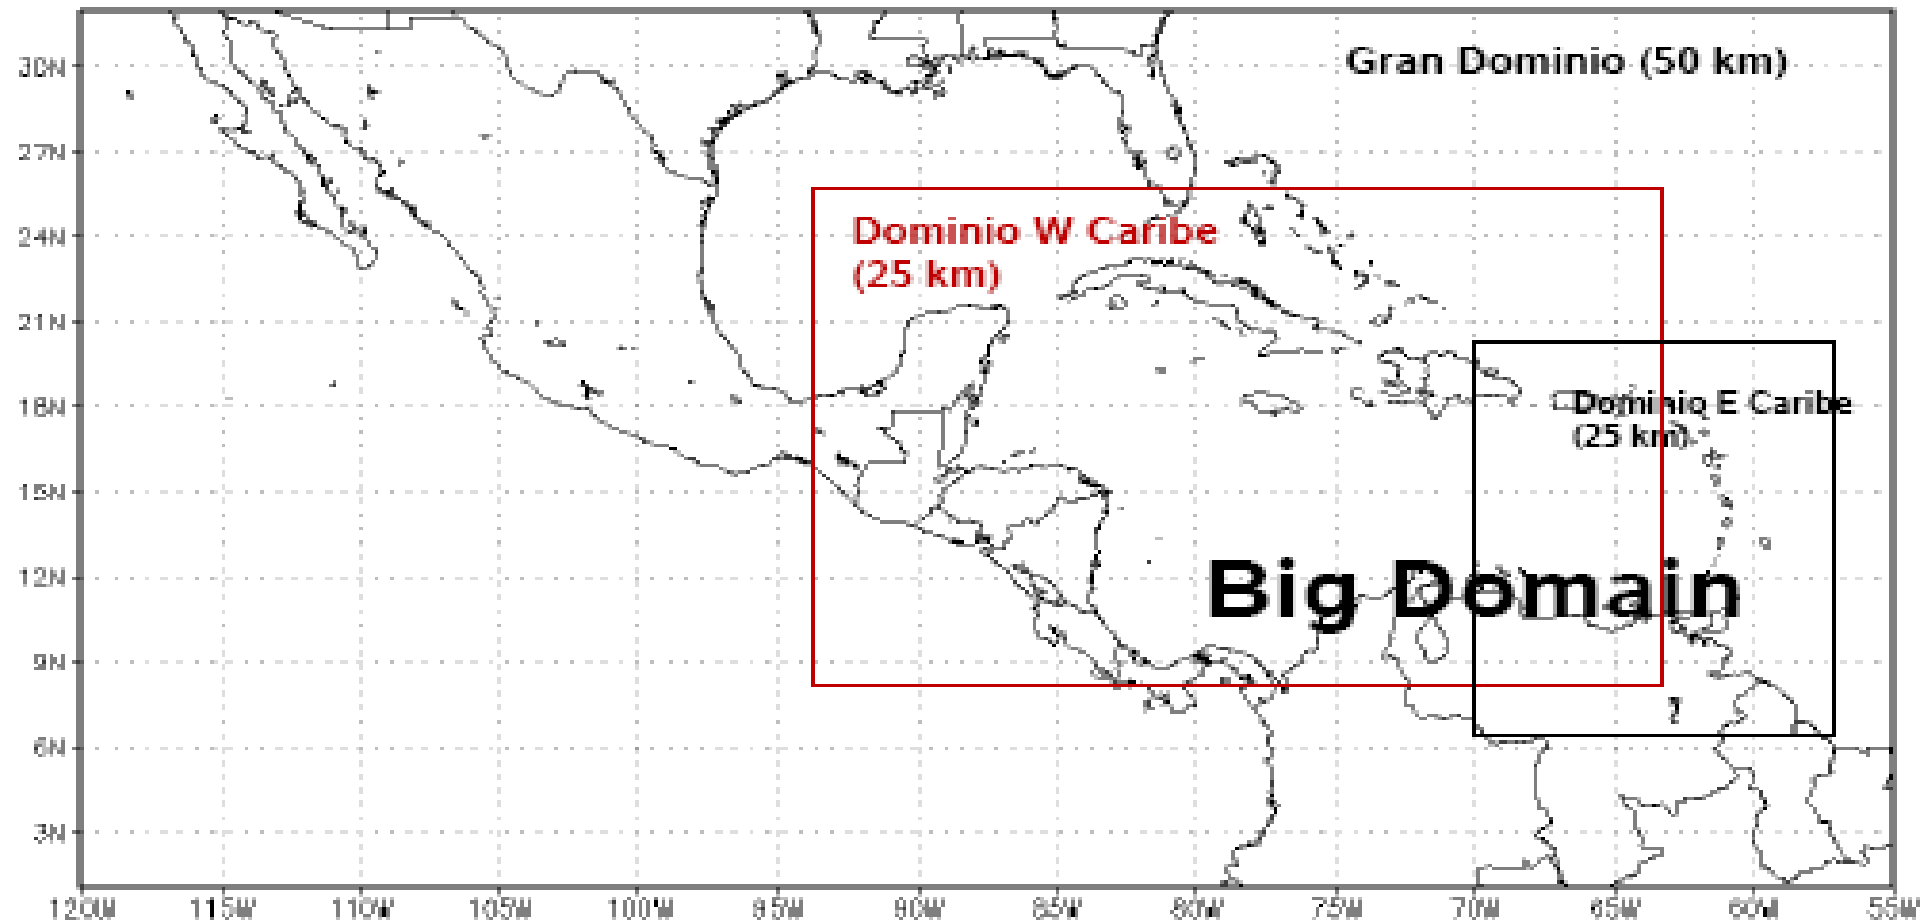 Gran Dominio (50 km)
30N
27N
Dominio W Caribe
24N
(25 km)
21N
18N
Dominio E Caribe
(25 km)
15N
12N
Big Domain
9N
6N
3N
120W 115W 110W 105W 100W 95W 90W 85W 80W 75W 70W 65W 60W 55W